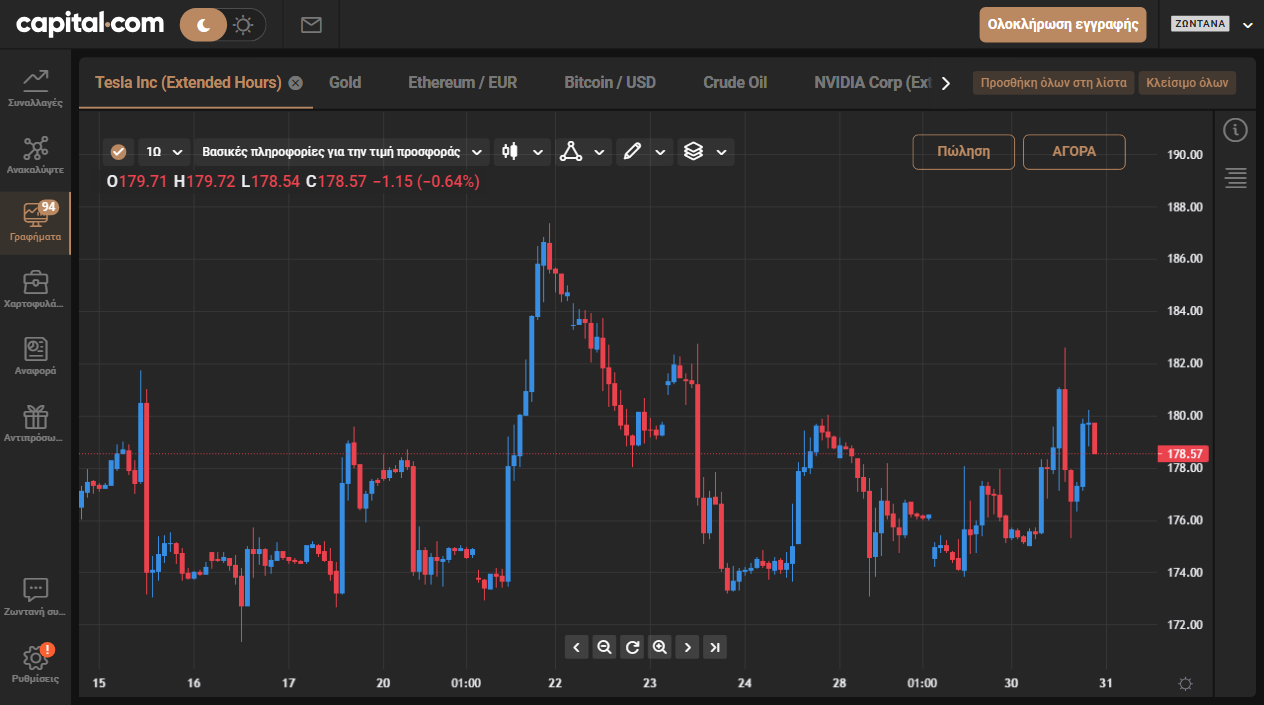 capital.com
Ολοκλήρωση εγγραφής
ΖΩΝΤΑΝΑ
Tesla Inc (Extended Hours)
Gold
Ethereum / EUR
Bitcoin / USD
Crude Oil
NVIDIA Corp (Ext
Προσθήκη όλων στη λίστα
Κλείσιμο όλων
Συναλλαγές
Ανακαλύψτε
94
Γραφήματα
Χαρτοφυλά...
Αναφορά
Αντιπρόσω...
Ζωντανή συ...
!
Ρυθμίσεις
1Ω
Βασικές πληροφορίες για την τιμή προσφοράς
Πώληση
ΑΓΟΡΑ
O179.71 H179.72 L178.54 C178.57 −1.15 (−0.64%)
190.00
188.00
186.00
184.00
182.00
180.00
178.57
178.00
176.00
174.00
172.00
15
16
17
20
01:00
22
23
24
28
01:00
30
31